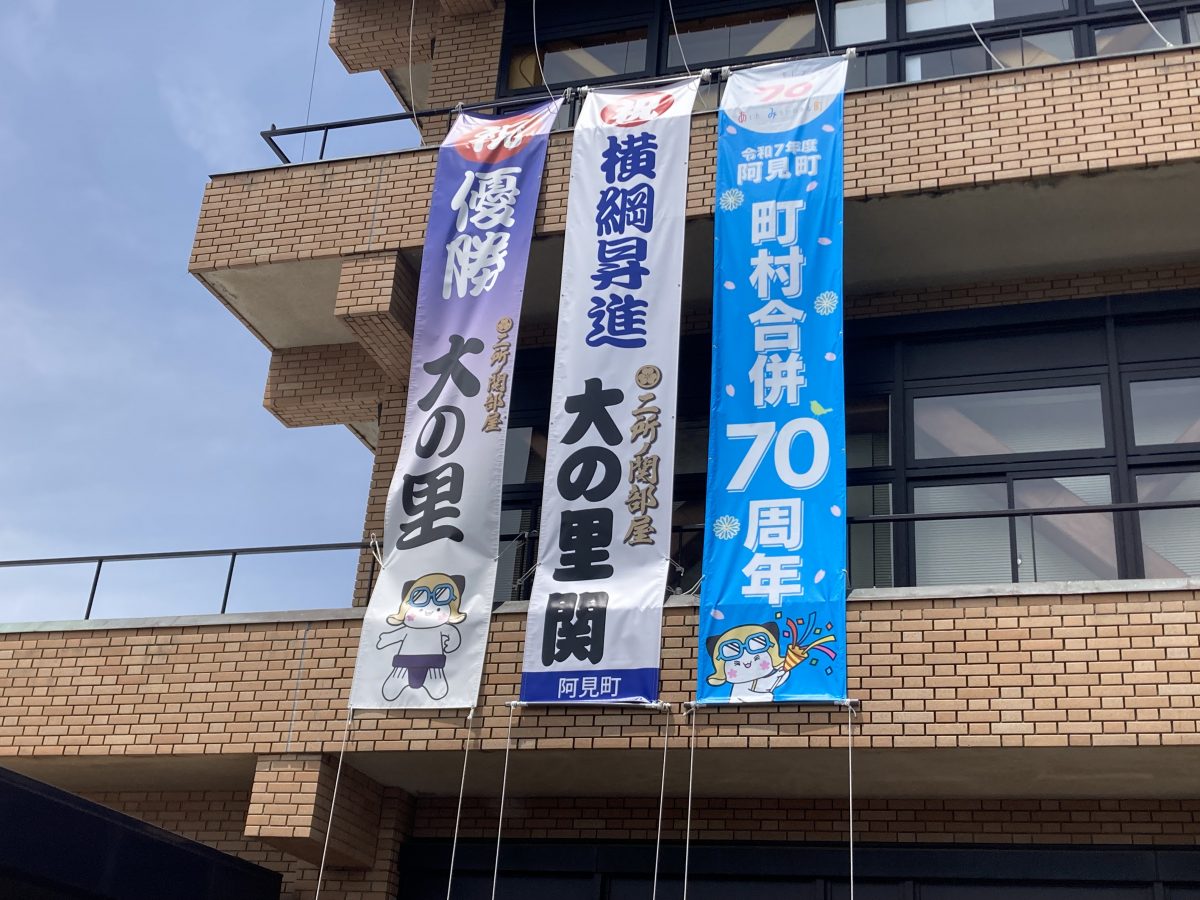 祝
優勝
二所ノ関部屋
大の里
祝
横綱昇進
二所ノ関部屋
大の里関
阿見町
70
令和7年度
阿見町
町村合併
70
周年